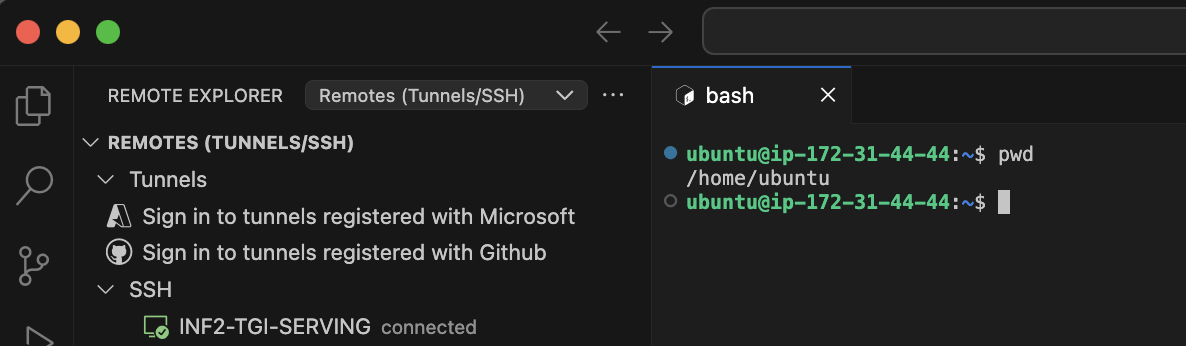 REMOTE EXPLORER
Remotes (Tunnels/SSH)
REMOTES (TUNNELS/SSH)
Tunnels
Sign in to tunnels registered with Microsoft
Sign in to tunnels registered with Github
SSH
INF2-TGI-SERVING connected
bash
ubuntu@ip-172-31-44-44:~$ pwd
/home/ubuntu
ubuntu@ip-172-31-44-44:~$